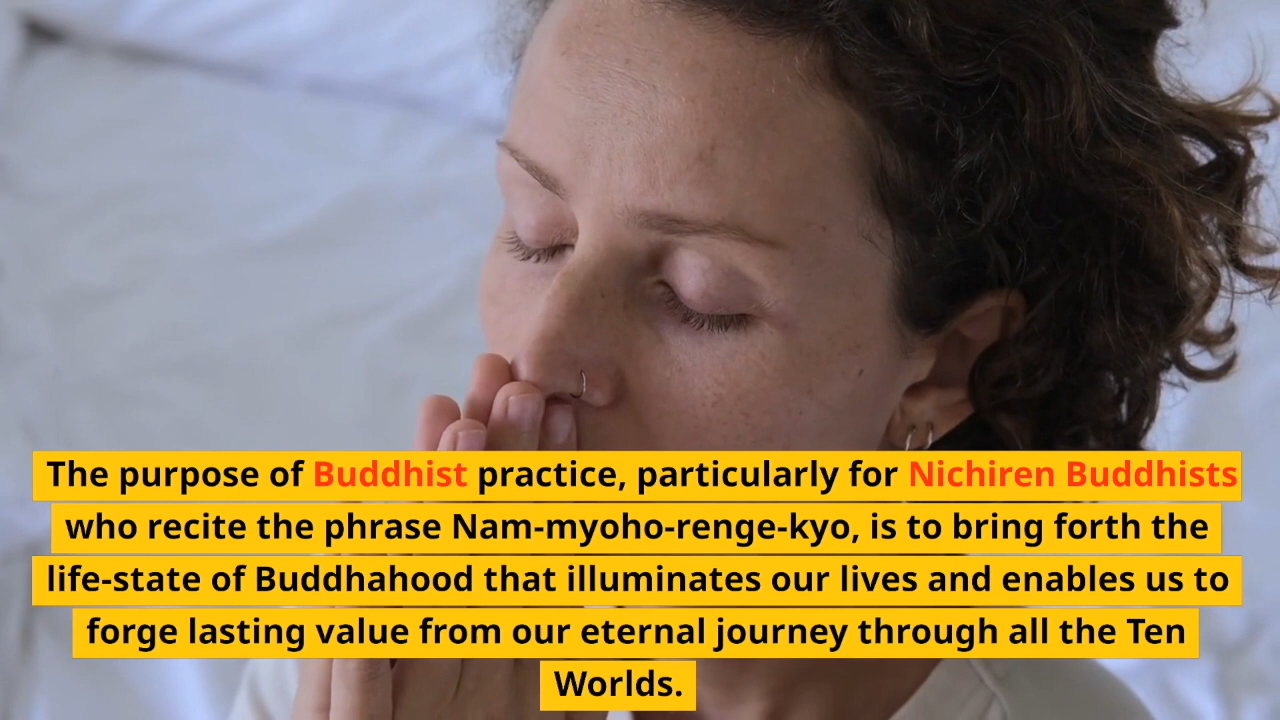 The purpose of Buddhist practice, particularly for Nichiren Buddhists
who recite the phrase Nam-myoho-renge-kyo, is to bring forth the
life-state of Buddhahood that illuminates our lives and enables us to
forge lasting value from our eternal journey through all the Ten
Worlds.